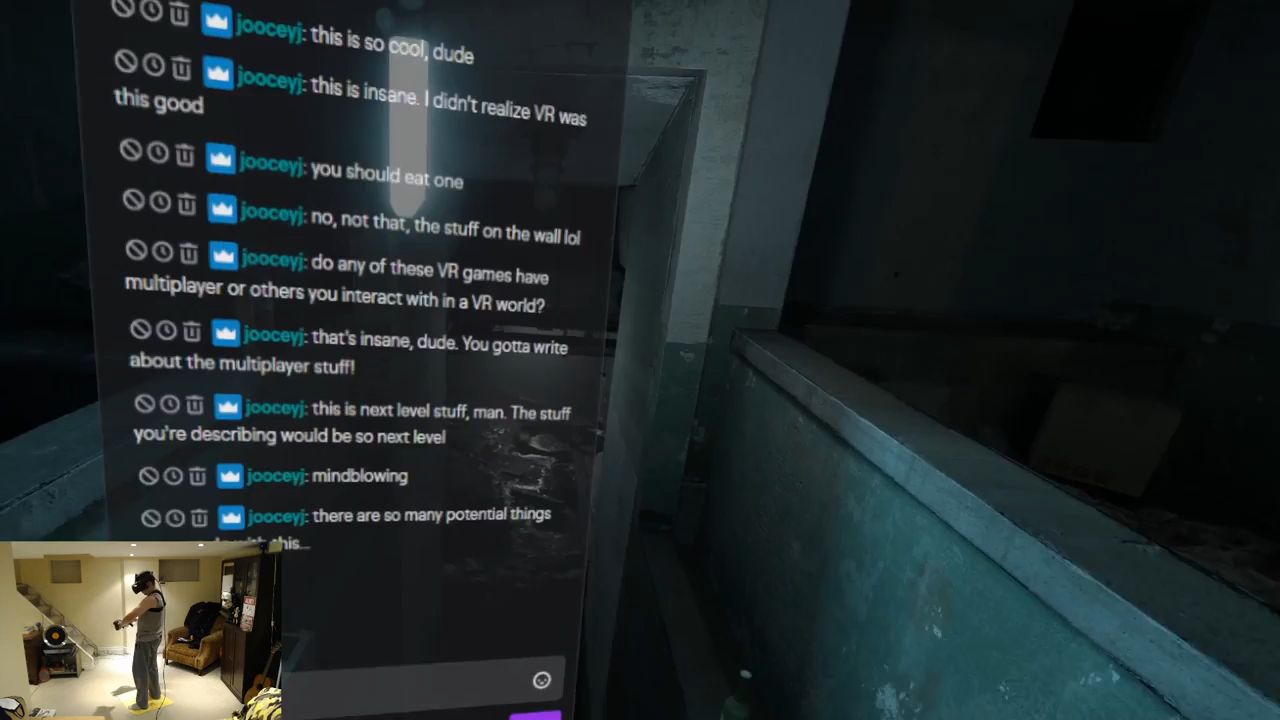 jooceyj: this is so cool, dude
jooceyj: this is insane. I didn't realize VR was
this good
jooceyj: you should eat one
jooceyj: no, not that, the stuff on the wall lol
jooceyj: do any of these VR games have
multiplayer or others you interact with in a VR world?
jooceyj: that's insane, dude. You gotta write
about the multiplayer stuff!
jooceyj: this is next level stuff, man. The stuff
you're describing would be so next level
jooceyj: mindblowing
jooceyj: there are so many potential things
this...